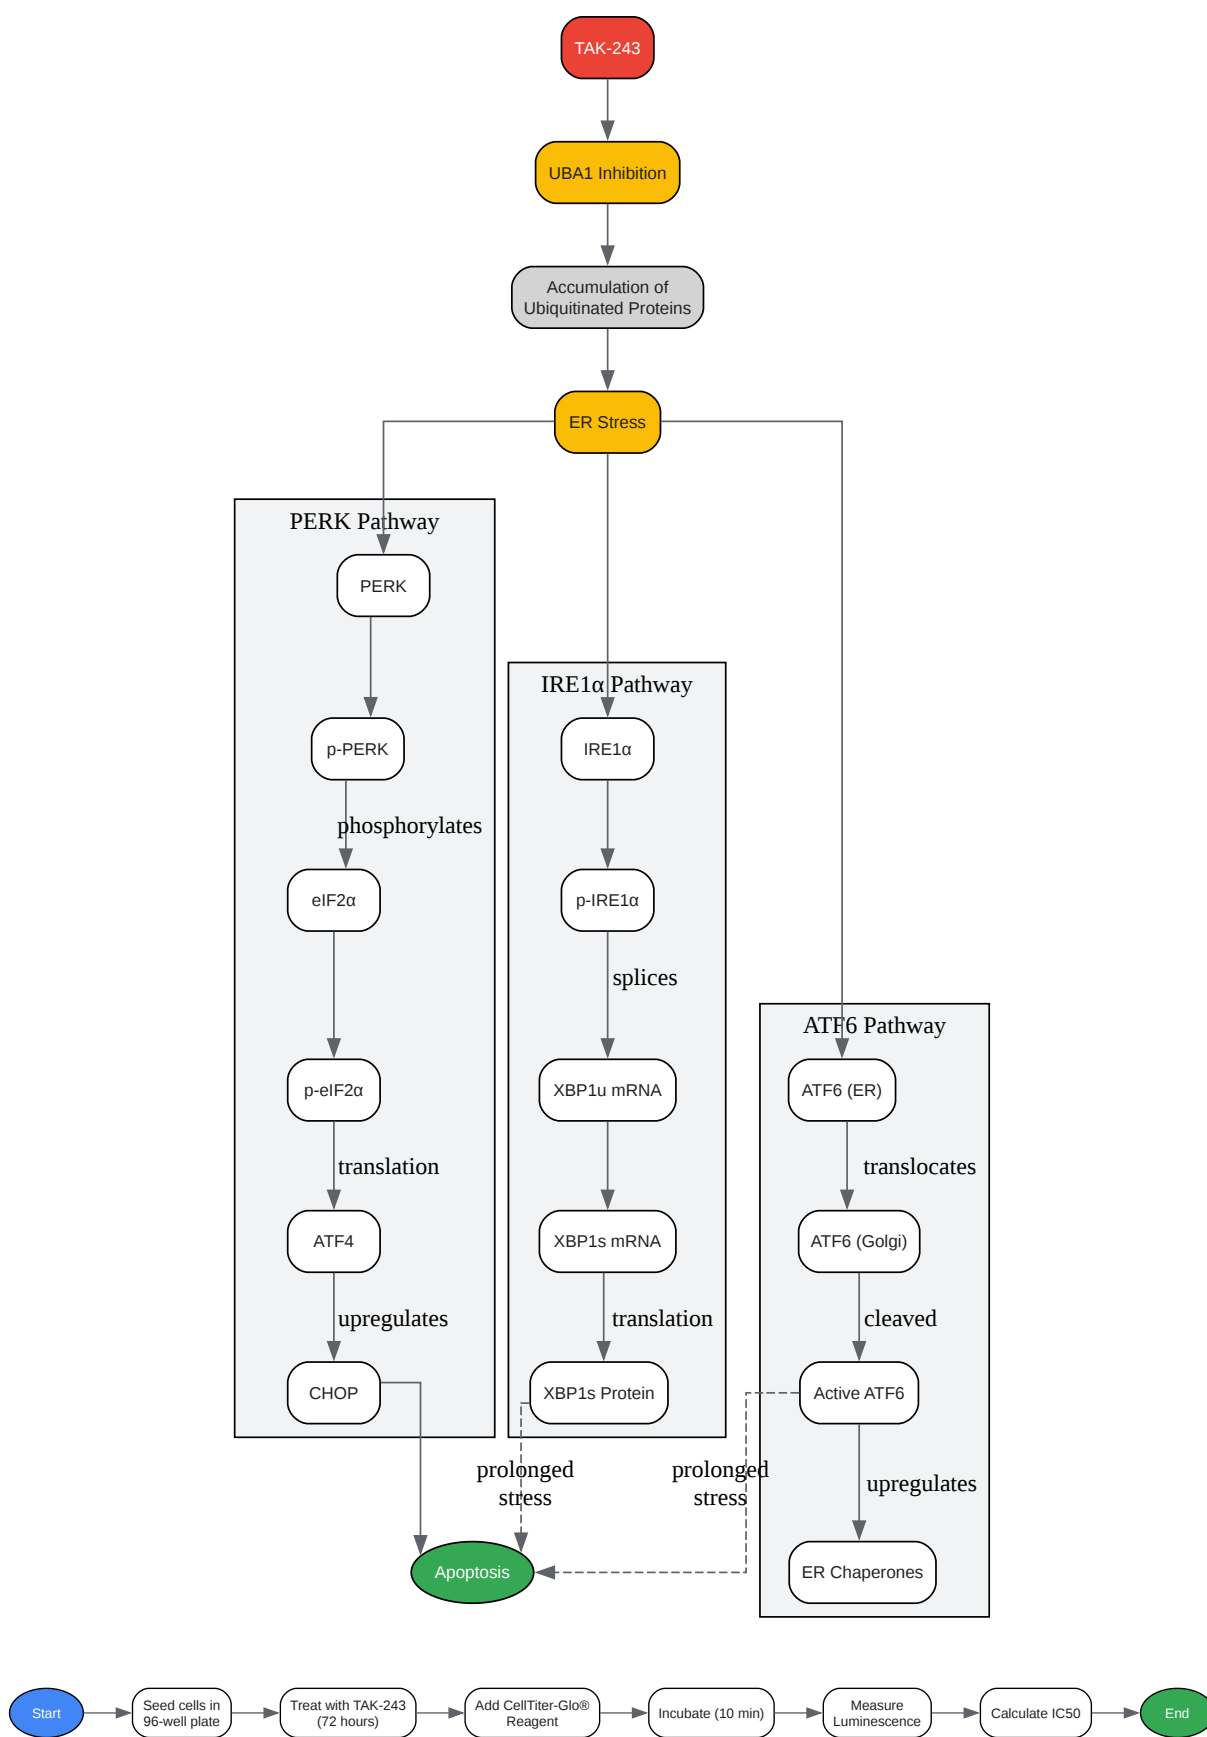 TAK-243
UBA1 Inhibition
Accumulation of
Ubiquitinated Proteins
ER Stress
PERK Pathway
PERK
p-PERK
phosphorylates
eIF2α
p-eIF2α
translation
ATF4
upregulates
CHOP
IRE1α Pathway
IRE1α
p-IRE1α
splices
XBP1u mRNA
XBP1s mRNA
translation
XBP1s Protein
ATF6 Pathway
ATF6 (ER)
translocates
ATF6 (Golgi)
cleaved
Active ATF6
upregulates
ER Chaperones
prolonged
stress
prolonged
stress
Apoptosis
Start
Seed cells in
96-well plate
Treat with TAK-243
(72 hours)
Add CellTiter-Glo®
Reagent
Incubate (10 min)
Measure
Luminescence
Calculate IC50
End